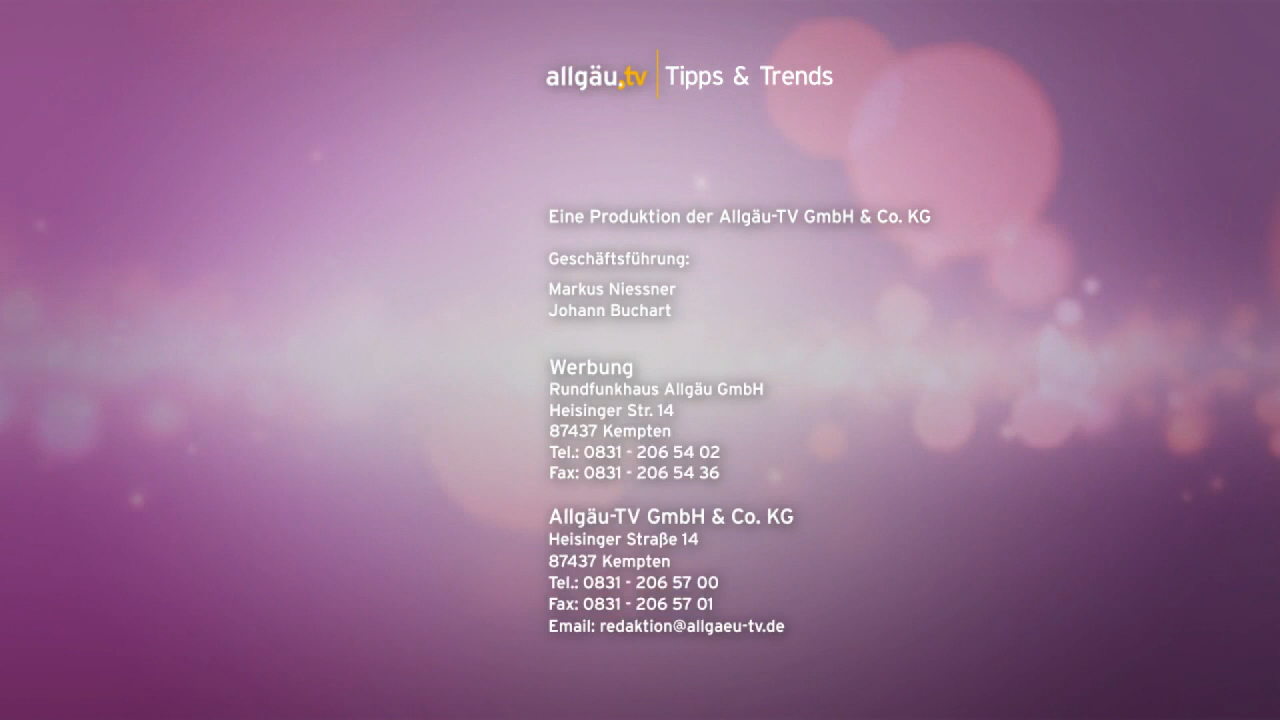 allgäu.tv | Tipps & Trends
Eine Produktion der Allgäu-TV GmbH & Co. KG
Geschäftsführung:
Markus Niessner
Johann Buchart
Werbung
Rundfunkhaus Allgäu GmbH
Heisinger Str. 14
87437 Kempten
Tel.: 0831 - 206 54 02
Fax: 0831 - 206 54 36
Allgäu-TV GmbH & Co. KG
Heisinger Straße 14
87437 Kempten
Tel.: 0831 - 206 57 00
Fax: 0831 - 206 57 01
Email: redaktion@allgaeu-tv.de